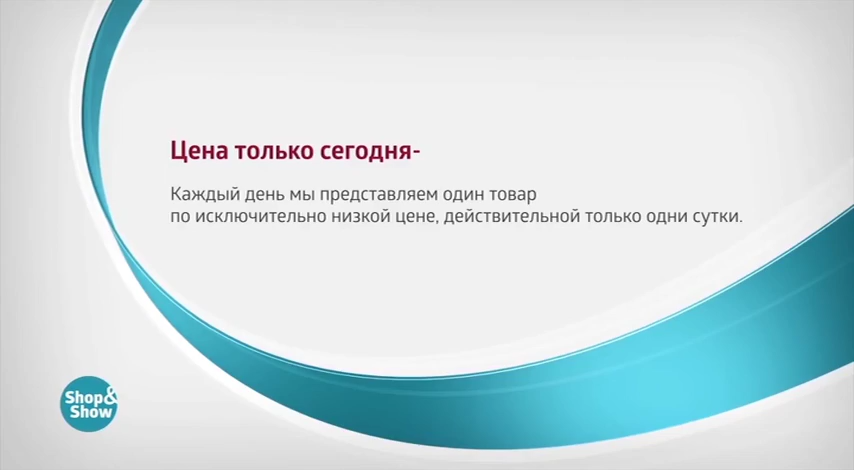 Цена только сегодня-
Каждый день мы представляем один товар
по исключительно низкой цене, действительной только одни сутки.
Shop&
Show